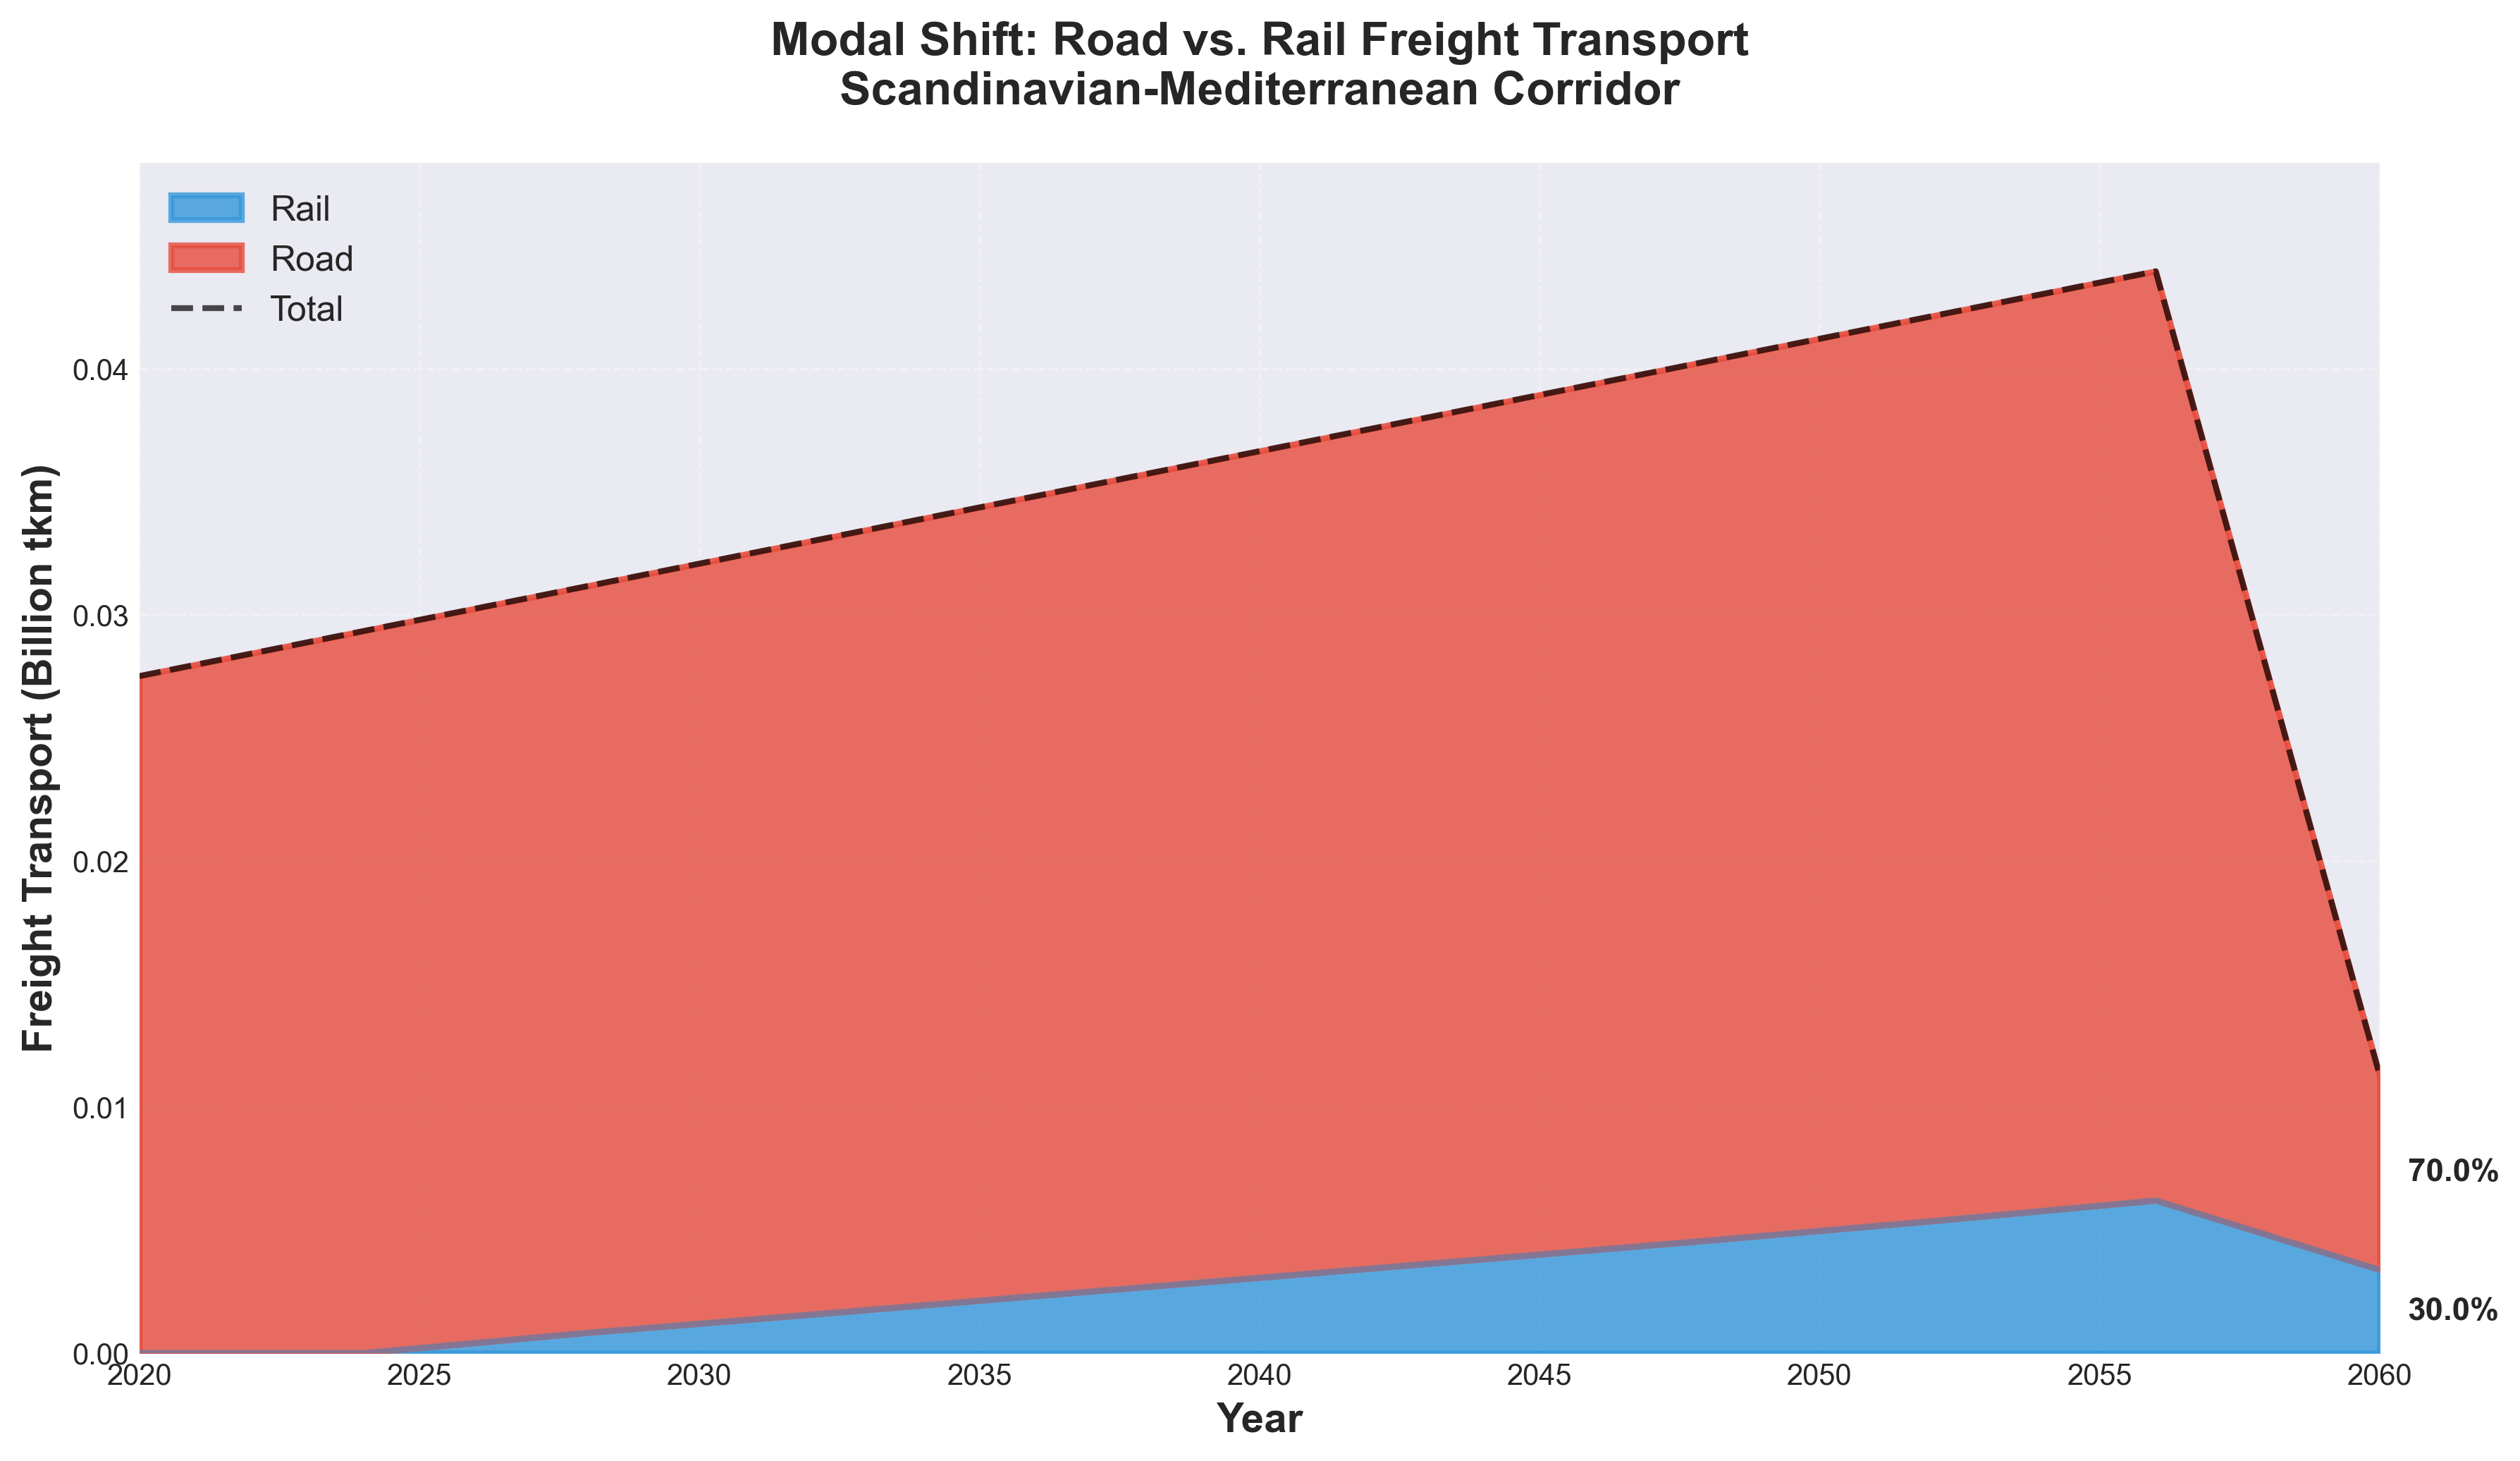 Modal Shift: Road vs. Rail Freight Transport
Scandinavian-Mediterranean Corridor
Rail
Road
Total
Freight Transport (Billion tkm)
0.04
0.03
0.02
0.01
0.00
70.0%
30.0%
2020 2025 2030 2035 2040 2045 2050 2055 2060
Year